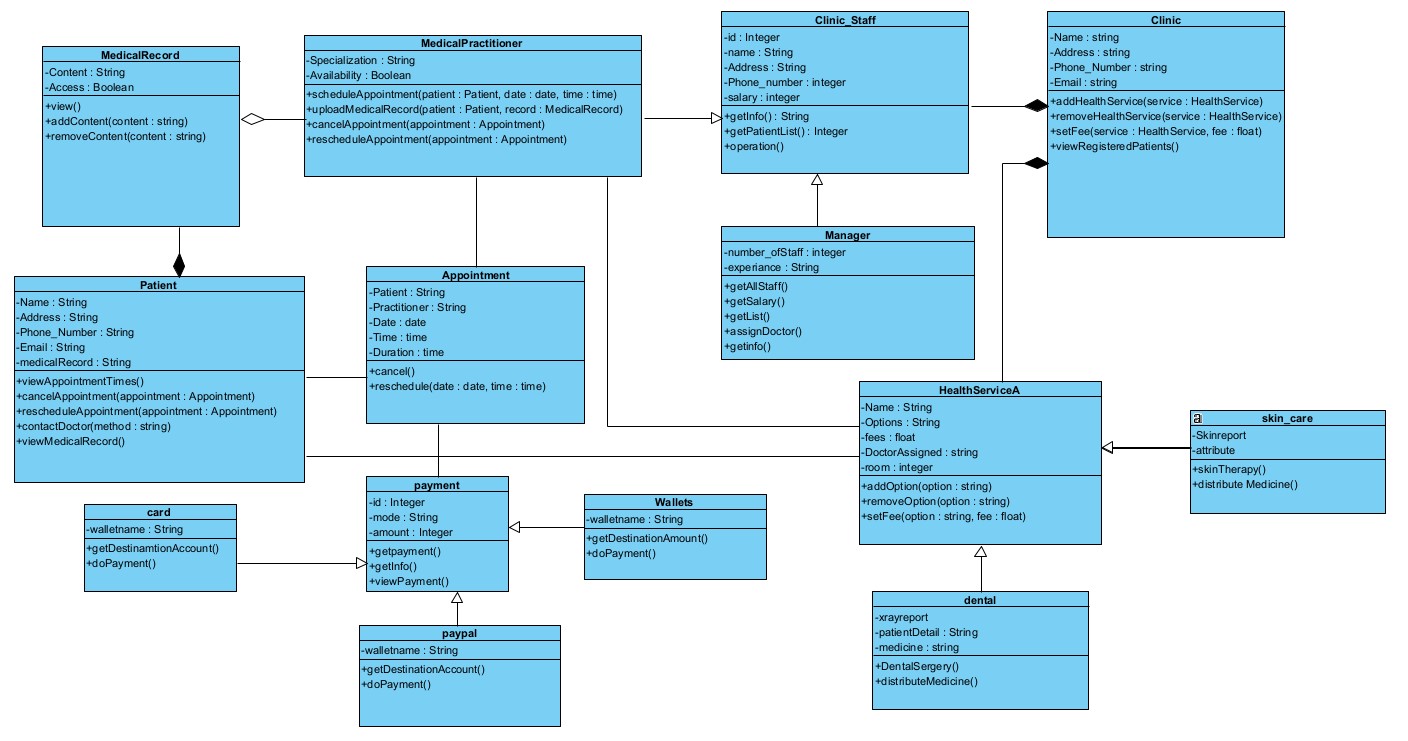 MedicalRecord
-Content : String
-Access : Boolean
+view()
+addContent(content : string)
+removeContent(content : string)
MedicalPractitioner
-Specialization : String
-Availability : Boolean
+scheduleAppointment(patient : Patient, date : date, time : time)
+uploadMedicalRecord(patient : Patient, record : MedicalRecord)
+cancelAppointment(appointment : Appointment)
+rescheduleAppointment(appointment : Appointment)
Clinic_Staff
-id : Integer
-name : String
-Address : String
-Phone_number : integer
-salary : integer
+getInfo() : String
+getPatientList() : Integer
+operation()
Clinic
-Name : string
-Address : string
-Phone_Number : string
-Email : string
+addHealthService(service : HealthService)
+removeHealthService(service : HealthService)
+setFee(service : HealthService, fee : float)
+viewRegisteredPatients()
Manager
-number_ofStaff : integer
-experiance : String
+getAllStaff()
+getSalary()
+getList()
+assignDoctor()
+getinfo()
Patient
-Name : String
-Address : String
-Phone_Number : String
-Email : String
-medicalRecord : String
+viewAppointmentTimes()
+cancelAppointment(appointment : Appointment)
+rescheduleAppointment(appointment : Appointment)
+contactDoctor(method : string)
+viewMedicalRecord()
Appointment
-Patient : String
-Practitioner : String
-Date : date
-Time : time
-Duration : time
+cancel()
+reschedule(date : date, time : time)
HealthServiceA
-Name : String
-Options : String
-fees : float
-DoctorAssigned : string
-room : integer
+addOption(option : string)
+removeOption(option : string)
+setFee(option : string, fee : float)
a
skin_care
-Skinreport
-attribute
+skinTherapy()
+distribute Medicine()
payment
-id : Integer
-mode : String
-amount : Integer
+getpayment()
+getInfo()
+viewPayment()
Wallets
-walletname : String
+getDestinationAmount()
+doPayment()
card
-walletname : String
+getDestinamtionAccount()
+doPayment()
paypal
-walletname : String
+getDestinationAccount()
+doPayment()
dental
-xrayreport
-patientDetail : String
-medicine : string
+DentalSergery()
+distributeMedicine()